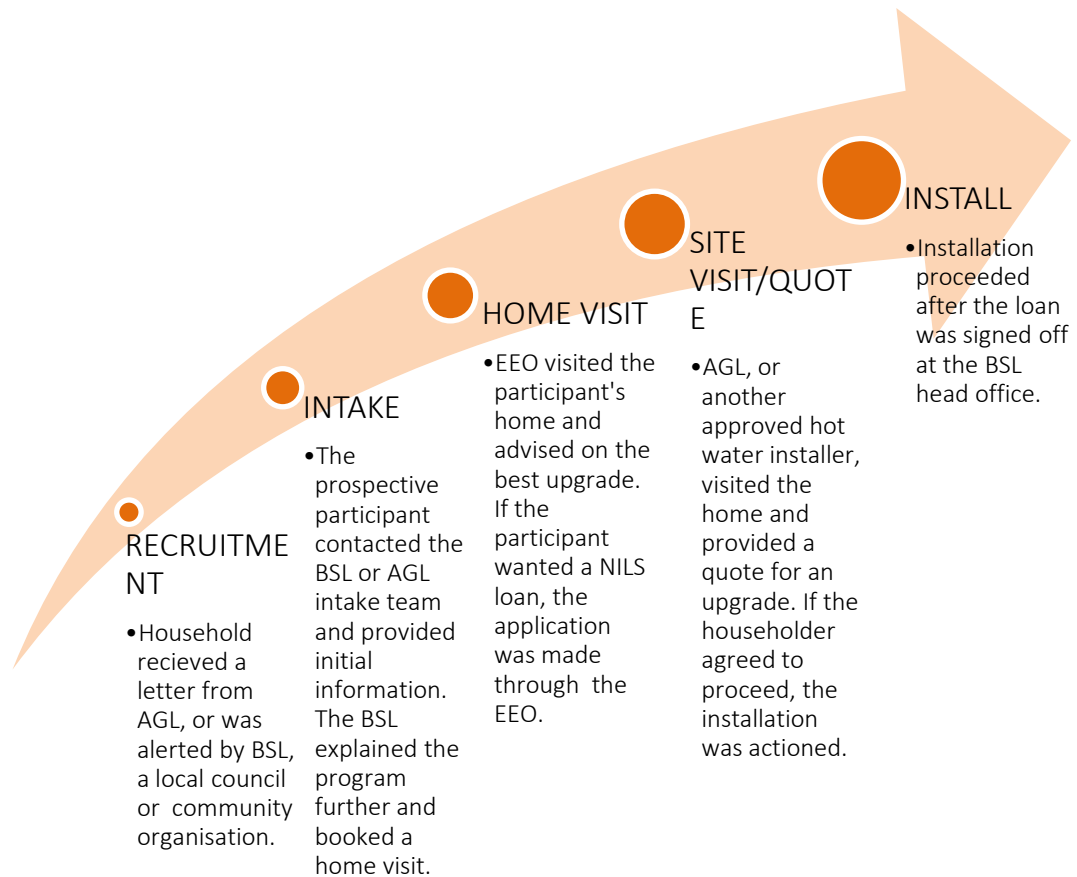 RECRUITME
NT
•Household
recieved a
letter from
AGL, or was
alerted by BSL,
a local council
or community
organisation.
INTAKE
•The
prospective
participant
contacted the
BSL or AGL
intake team
and provided
initial
information.
The BSL
explained the
program
further and
booked a
home visit.
HOME VISIT
•EEO visited the
participant's
home and
advised on the
best upgrade.
If the
participant
wanted a NILS
loan, the
application
was made
through the
EEO.
SITE
VISIT/QUOT
E
•AGL, or
another
approved hot
water installer,
visited the
home and
provided a
quote for an
upgrade. If the
householder
agreed to
proceed, the
installation
was actioned.
INSTALL
•Installation
proceeded
after the loan
was signed off
at the BSL
head office.